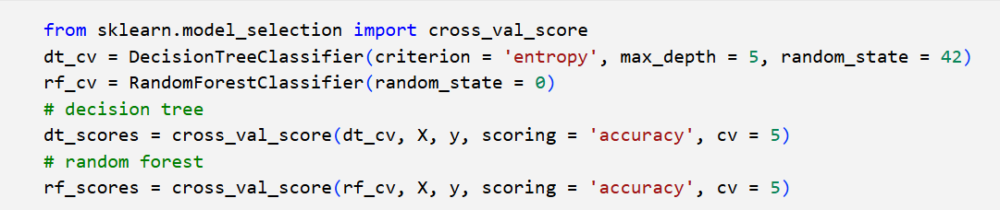 from sklearn.model_selection import cross_val_score
dt_cv = DecisionTreeClassifier(criterion = 'entropy', max_depth = 5, random_state = 42)
rf_cv = RandomForestClassifier(random_state = 0)
# decision tree
dt_scores = cross_val_score(dt_cv, X, y, scoring = 'accuracy', cv = 5)
# random forest
rf_scores = cross_val_score(rf_cv, X, y, scoring = 'accuracy', cv = 5)